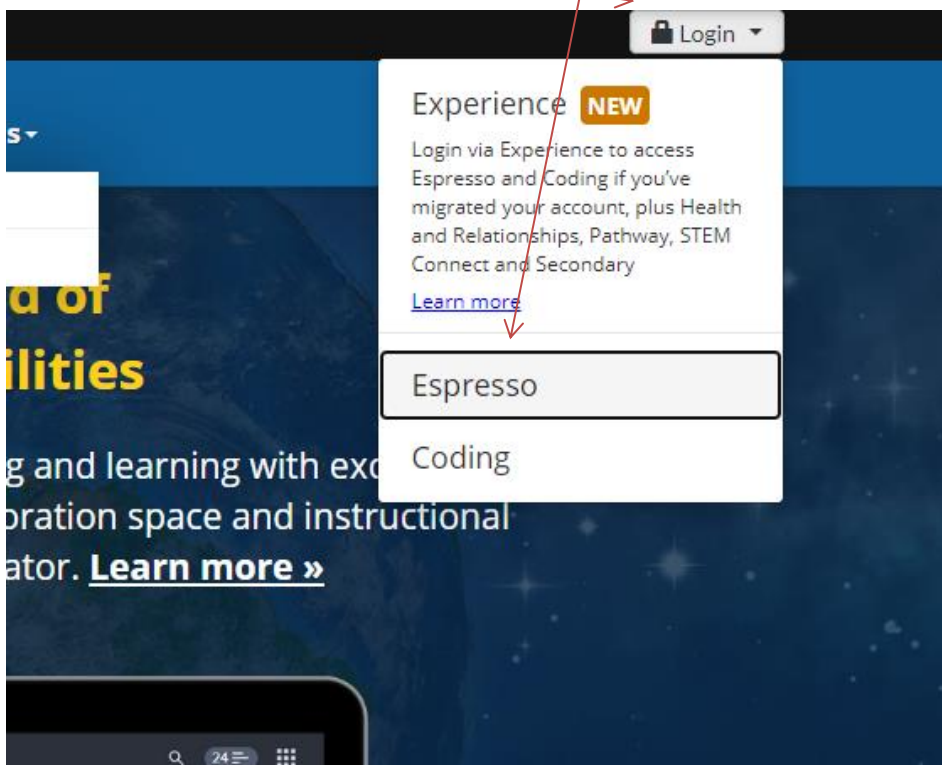 Login
Experience NEW
Login via Experience to access
Espresso and Coding if you've
migrated your account, plus Health
and Relationships, Pathway, STEM
Connect and Secondary
Learn more
Espresso
Coding
s
d of
ilities
g and learning with exc
oration space and instructional
ator. Learn more »
24